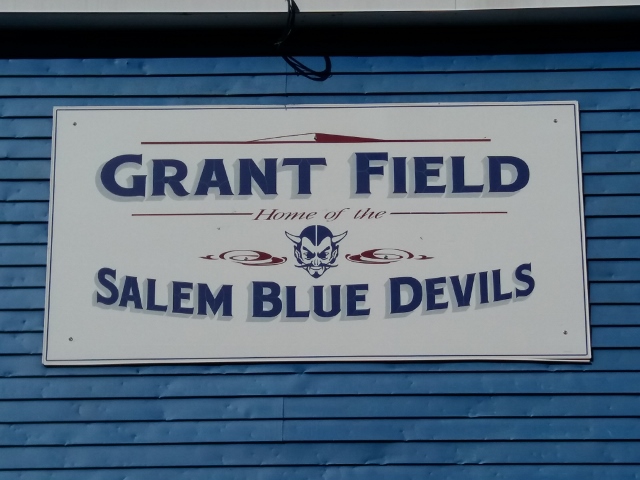 GRANT FIELD
Home of the
SALEM BLUE DEVILS